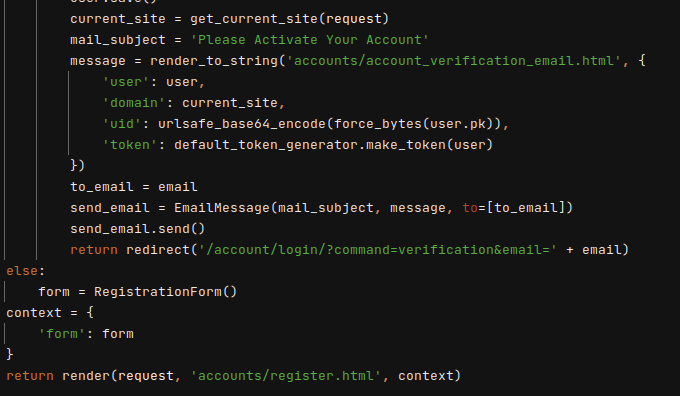 user.save()
current_site = get_current_site(request)
mail_subject = 'Please Activate Your Account'
message = render_to_string('accounts/account_verification_email.html', {
'user': user,
'domain': current_site,
'uid': urlsafe_base64_encode(force_bytes(user.pk)),
'token': default_token_generator.make_token(user)
})
to_email = email
send_email = EmailMessage(mail_subject, message, to=[to_email])
send_email.send()
return redirect('/account/login/?command=verification&email=' + email)
else:
form = RegistrationForm()
context = {
'form': form
}
return render(request, 'accounts/register.html', context)